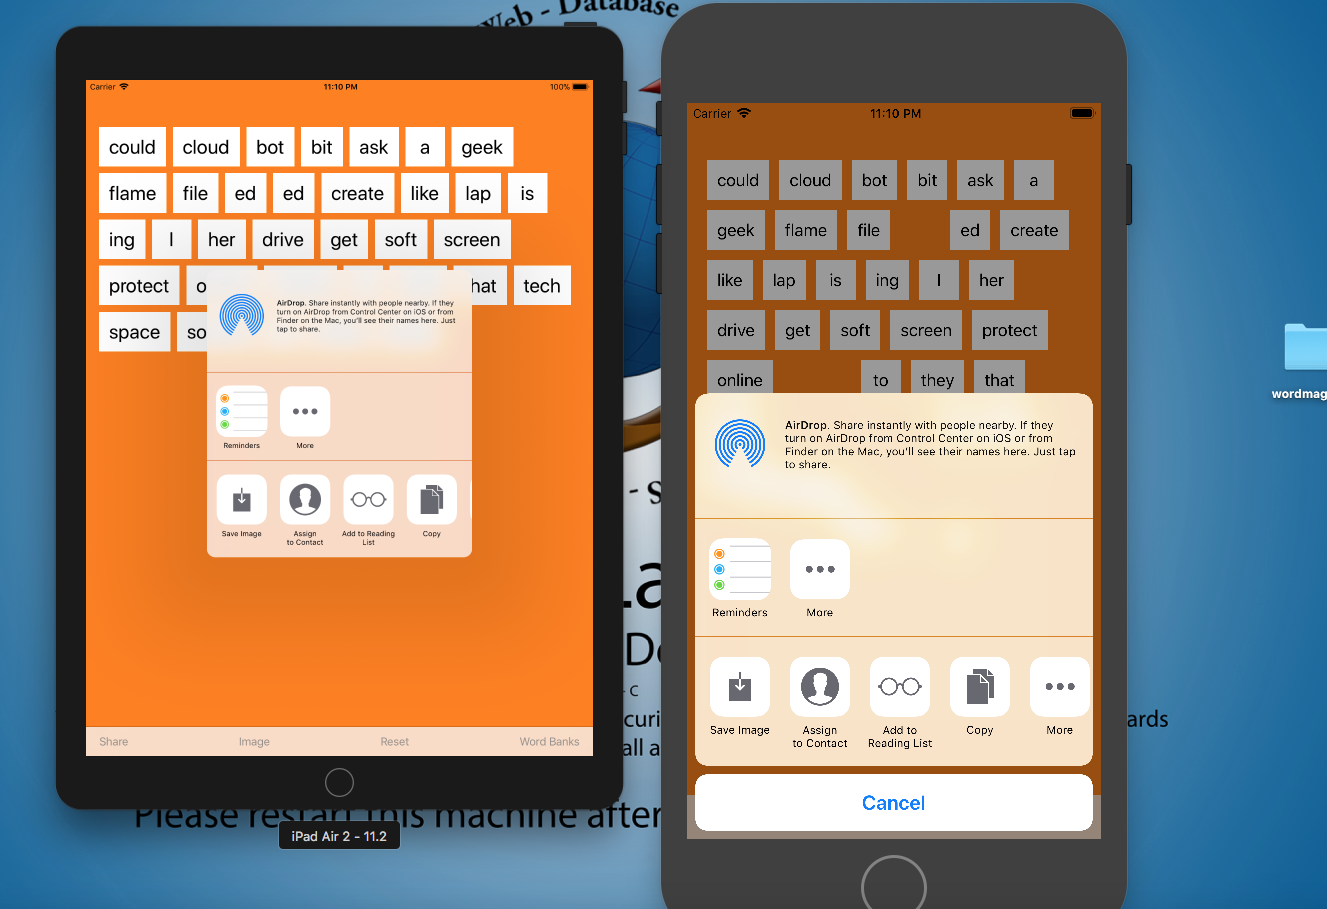 Web - Database
Carrier
11:10 PM
100%
could cloud bot bit ask a geek
flame file ed ed create like lap is
ing I her drive get soft screen
protect hat tech
space so
AirDrop. Share instantly with people nearby. If they
turn on AirDrop from Control Center on iOS or from
Finder on the Mac, you'll see their names here. Just
tap to share.
Reminders
More
Save Image
Assign
to Contact
Add to Reading
List
Copy
Share
Image
Reset
Word Banks
iPad Air 2 - 11.2
Carrier
11:10 PM
could cloud bot bit ask a
geek flame file ed create
like lap is ing I her
drive get soft screen protect
online to they that
AirDrop. Share instantly with people nearby. If they
turn on AirDrop from Control Center on iOS or from
Finder on the Mac, you'll see their names here. Just tap
to share.
Reminders
More
Save Image
Assign
to Contact
Add to
Reading List
Copy
More
Cancel
wordmag
- s
.a
De
- C
curi
ards
all a
Please restart this machine after